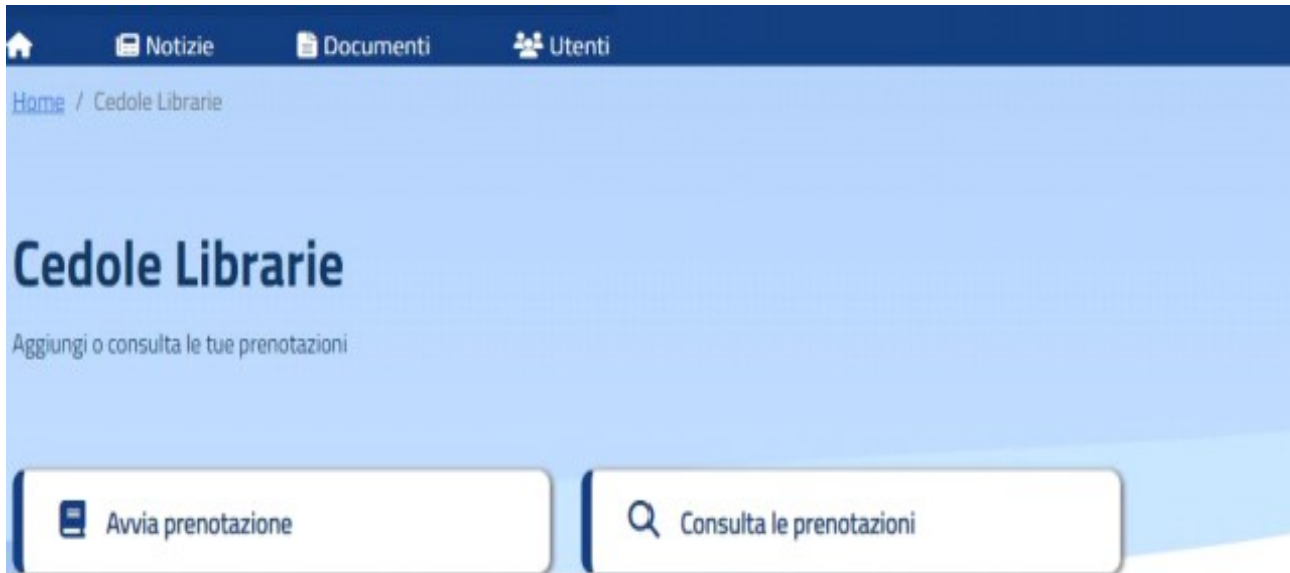 Notizie Documenti Utenti
Home / Cedole Librarie
Cedole Librarie
Aggiungi o consulta le tue prenotazioni
Avvia prenotazione Consulta le prenotazioni